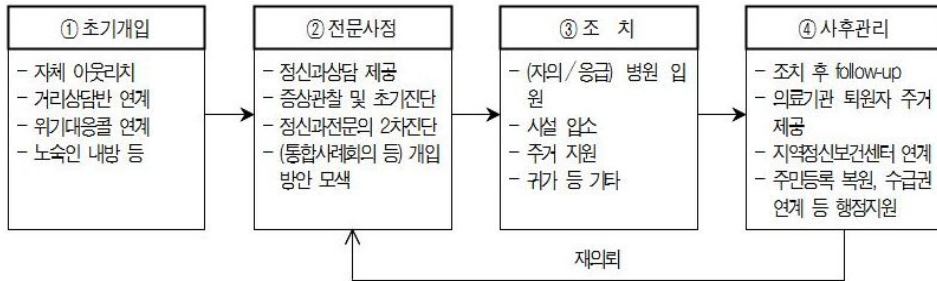 ① 초기개입
- 자체 아웃리치
- 거리상담반 연계
- 위기대응콜 연계
- 노숙인 내방 등
② 전문사정
- 정신과상담 제공
- 증상관찰 및 초기진단
- 정신과전문의 2차진단
- (통합사례회의 등) 개입
방안 모색
③ 조 치
- (자의/응급) 병원 입
원
- 시설 입소
- 주거 지원
- 귀가 등 기타
④ 사후관리
- 조치 후 follow-up
- 의료기관 퇴원자 주거
제공
- 지역정신보건센터 연계
- 주민등록 복원, 수급권
연계 등 행정지원
재의뢰